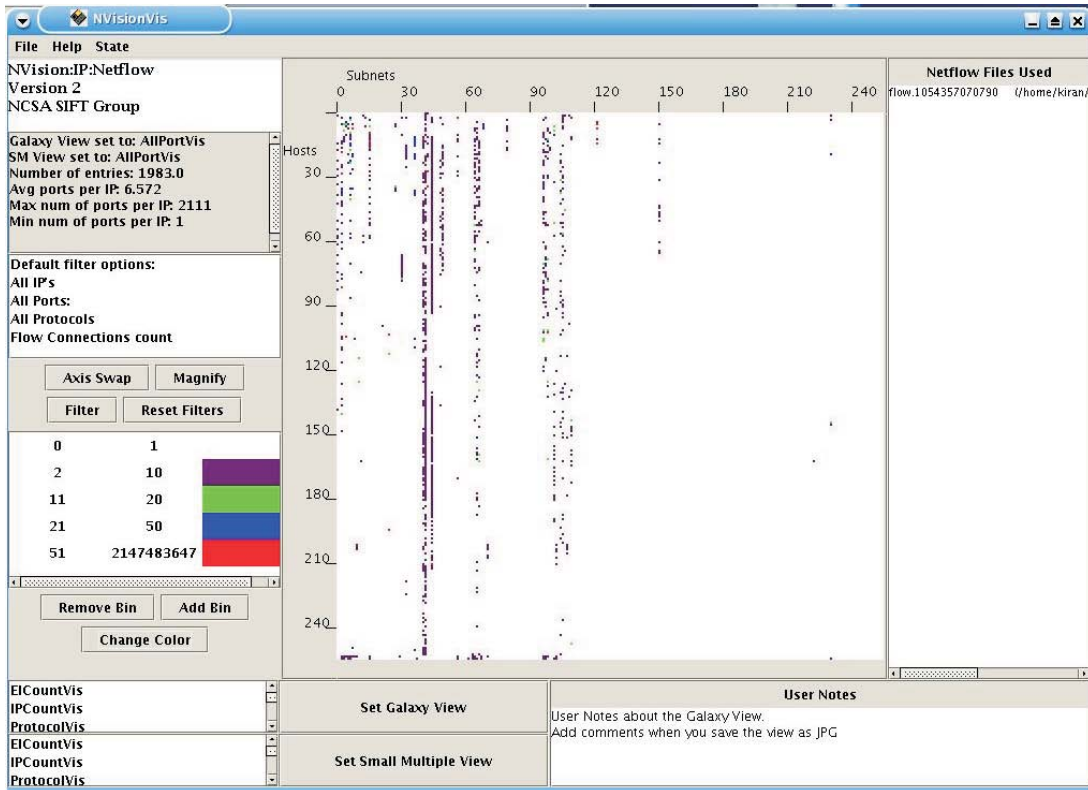 NVisionVis
File Help State
NVision:IP:Netflow
Version 2
NCSA SIFT Group
Galaxy View set to: AllPortVis
SM View set to: AllPortVis
Number of entries: 1983.0
Avg ports per IP: 6.572
Max num of ports per IP: 2111
Min num of ports per IP: 1
Default filter options:
All IP's
All Ports:
All Protocols
Flow Connections count
Axis Swap Magnify
Filter Reset Filters
0 1
2 10
11 20
21 50
51 2147483647
Remove Bin Add Bin
Change Color
Subnets
0 30 60 90 120 150 180 210 240
Hosts
30
60
90
120
150
180
210
240
Netflow Files Used
flow.1054357070790 (/home/kiran/
EICountVis
IPCountVis
ProtocolVis
EICountVis
IPCountVis
ProtocolVis
Set Galaxy View
Set Small Multiple View
User Notes
User Notes about the Galaxy View.
Add comments when you save the view as JPG